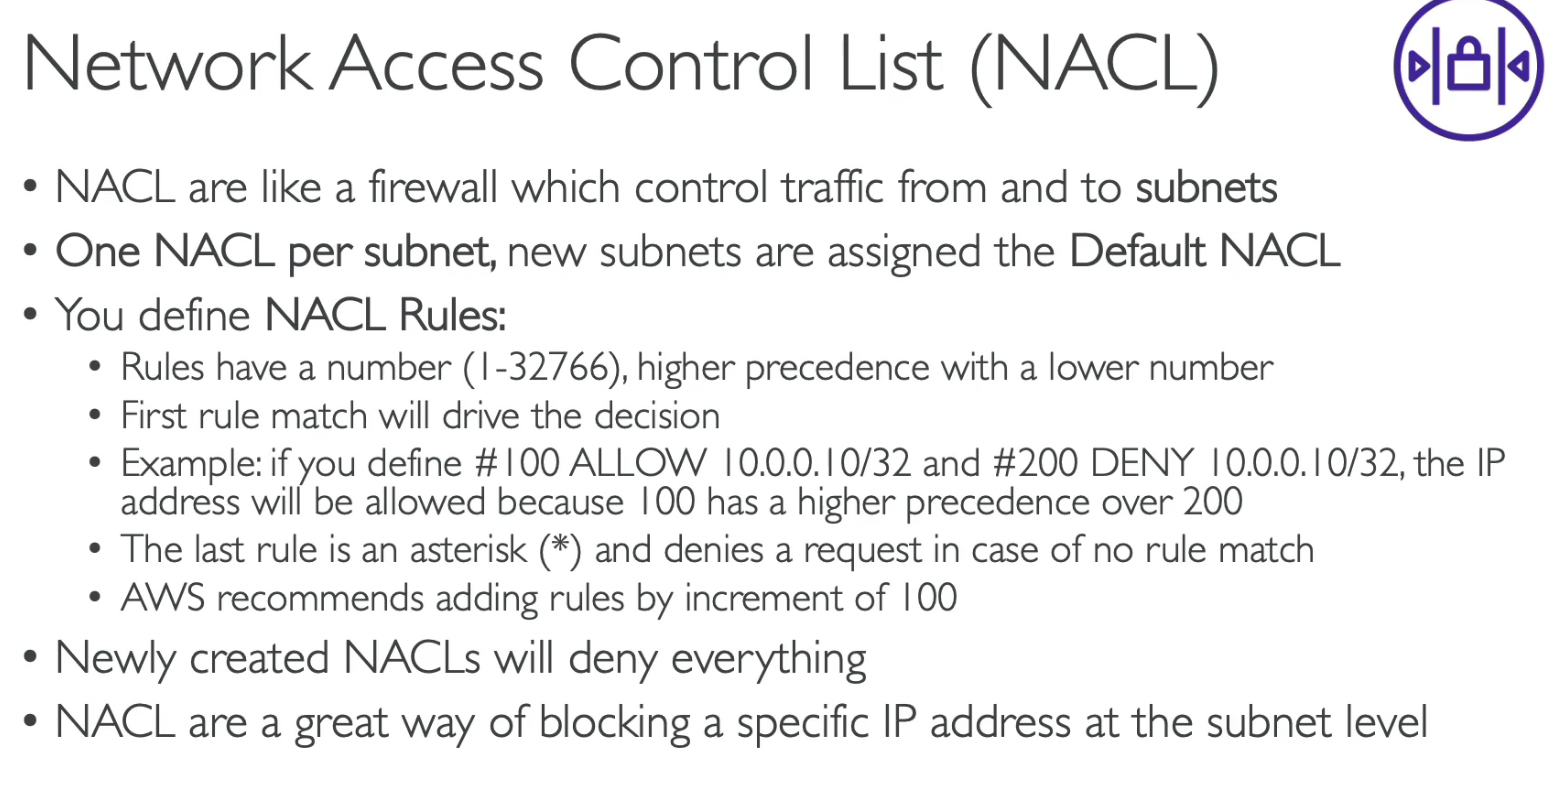 Network Access Control List (NACL)
• NACL are like a firewall which control traffic from and to subnets
• One NACL per subnet, new subnets are assigned the Default NACL
• You define NACL Rules:
• Rules have a number (1-32766), higher precedence with a lower number
• First rule match will drive the decision
• Example: if you define #100 ALLOW 10.0.0.10/32 and #200 DENY 10.0.0.10/32, the IP
address will be allowed because 100 has a higher precedence over 200
• The last rule is an asterisk (*) and denies a request in case of no rule match
• AWS recommends adding rules by increment of 100
• Newly created NACLs will deny everything
• NACL are a great way of blocking a specific IP address at the subnet level